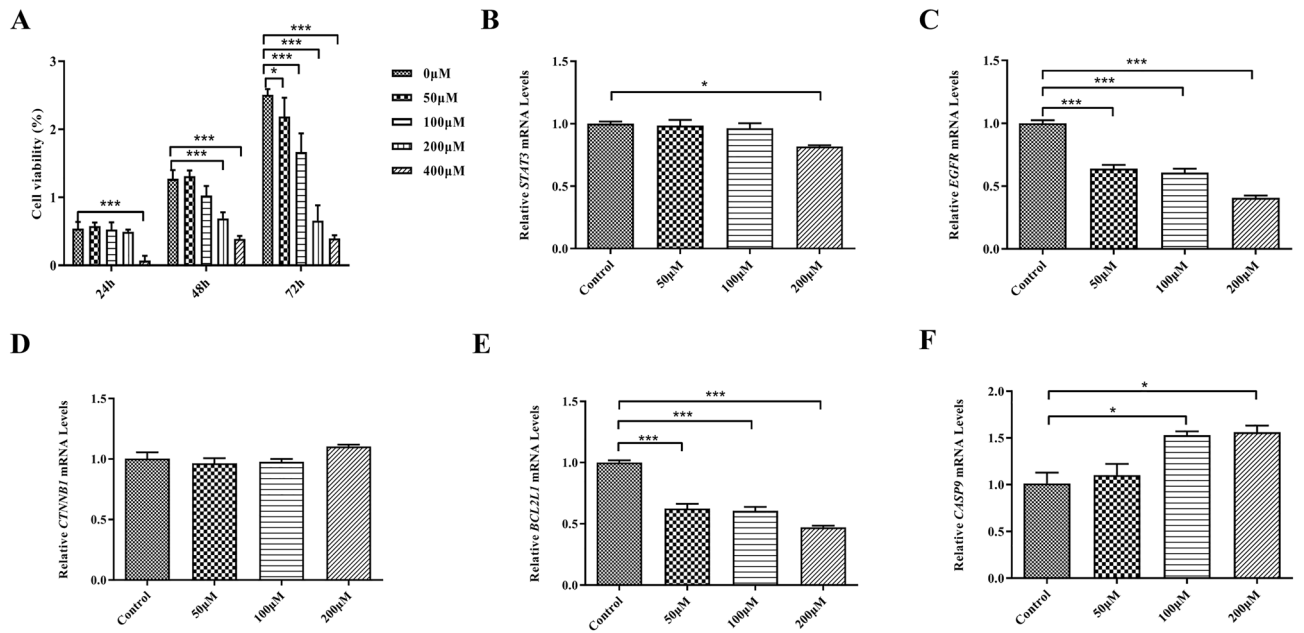 A
Cell viability (%)
3
2
1
0
***
***
***
***
***
***
*
24h
48h
72h
0μM
50μM
100μM
200μM
400μM
B
Relative STAT3 mRNA Levels
1.5
1.0
0.5
0.0
*
Control
50μM
100μM
200μM
C
Relative EGFR mRNA Levels
1.5
1.0
0.5
0.0
***
***
***
Control
50μM
100μM
200μM
D
Relative CTNNB1 mRNA Levels
1.5
1.0
0.5
0.0
Control
50μM
100μM
200μM
E
Relative BCL2L1 mRNA Levels
1.5
1.0
0.5
0.0
***
***
***
Control
50μM
100μM
200μM
F
Relative CASP9 mRNA Levels
2.0
1.5
1.0
0.5
0.0
*
*
Control
50μM
100μM
200μM